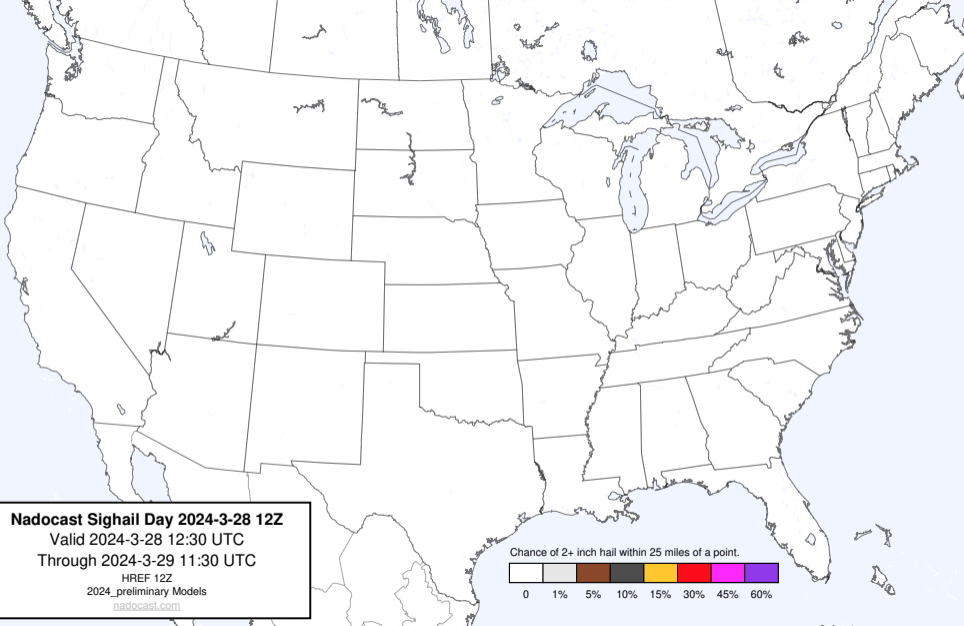 Nadocast Sighail Day 2024-3-28 12Z
Valid 2024-3-28 12:30 UTC
Through 2024-3-29 11:30 UTC
HREF 12Z
2024_preliminary Models
nadocast.com
Chance of 2+ inch hail within 25 miles of a point.
0 1% 5% 10% 15% 30% 45% 60%